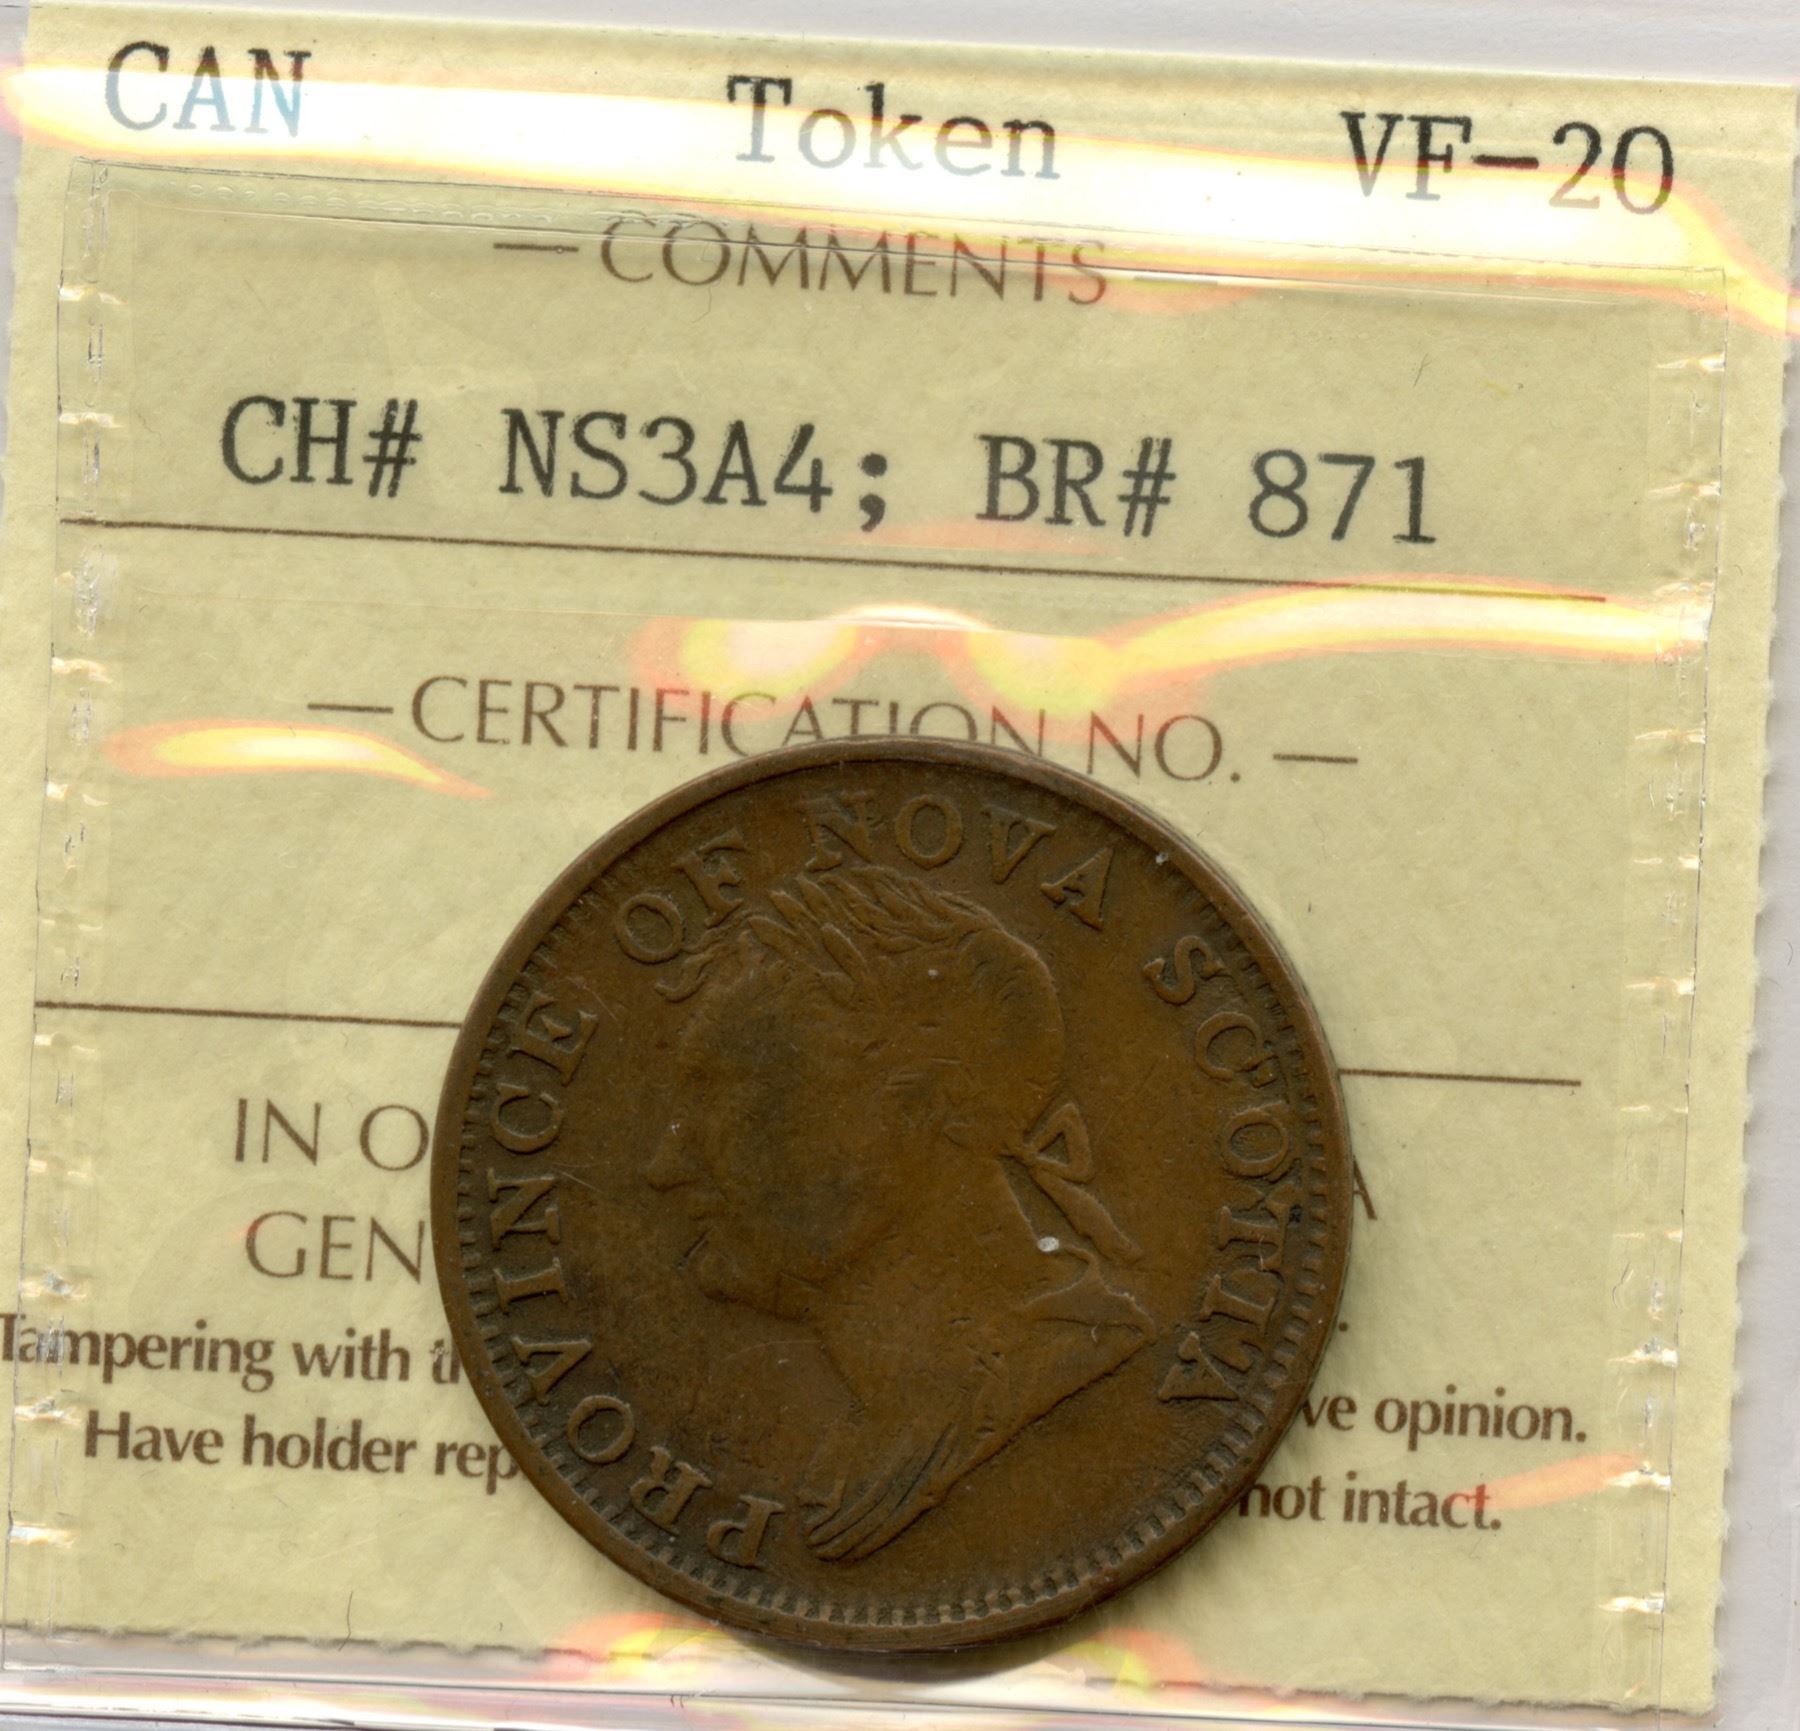 CAN Token VF-20
— COMMENTS —
CH# NS3A4; BR# 871
— CERTIFICATION NO. —
PROVINCE OF NOVA SCOTIA
IN O
A
GEN
.
Tampering with t
ve opinion.
Have holder rep
not intact.